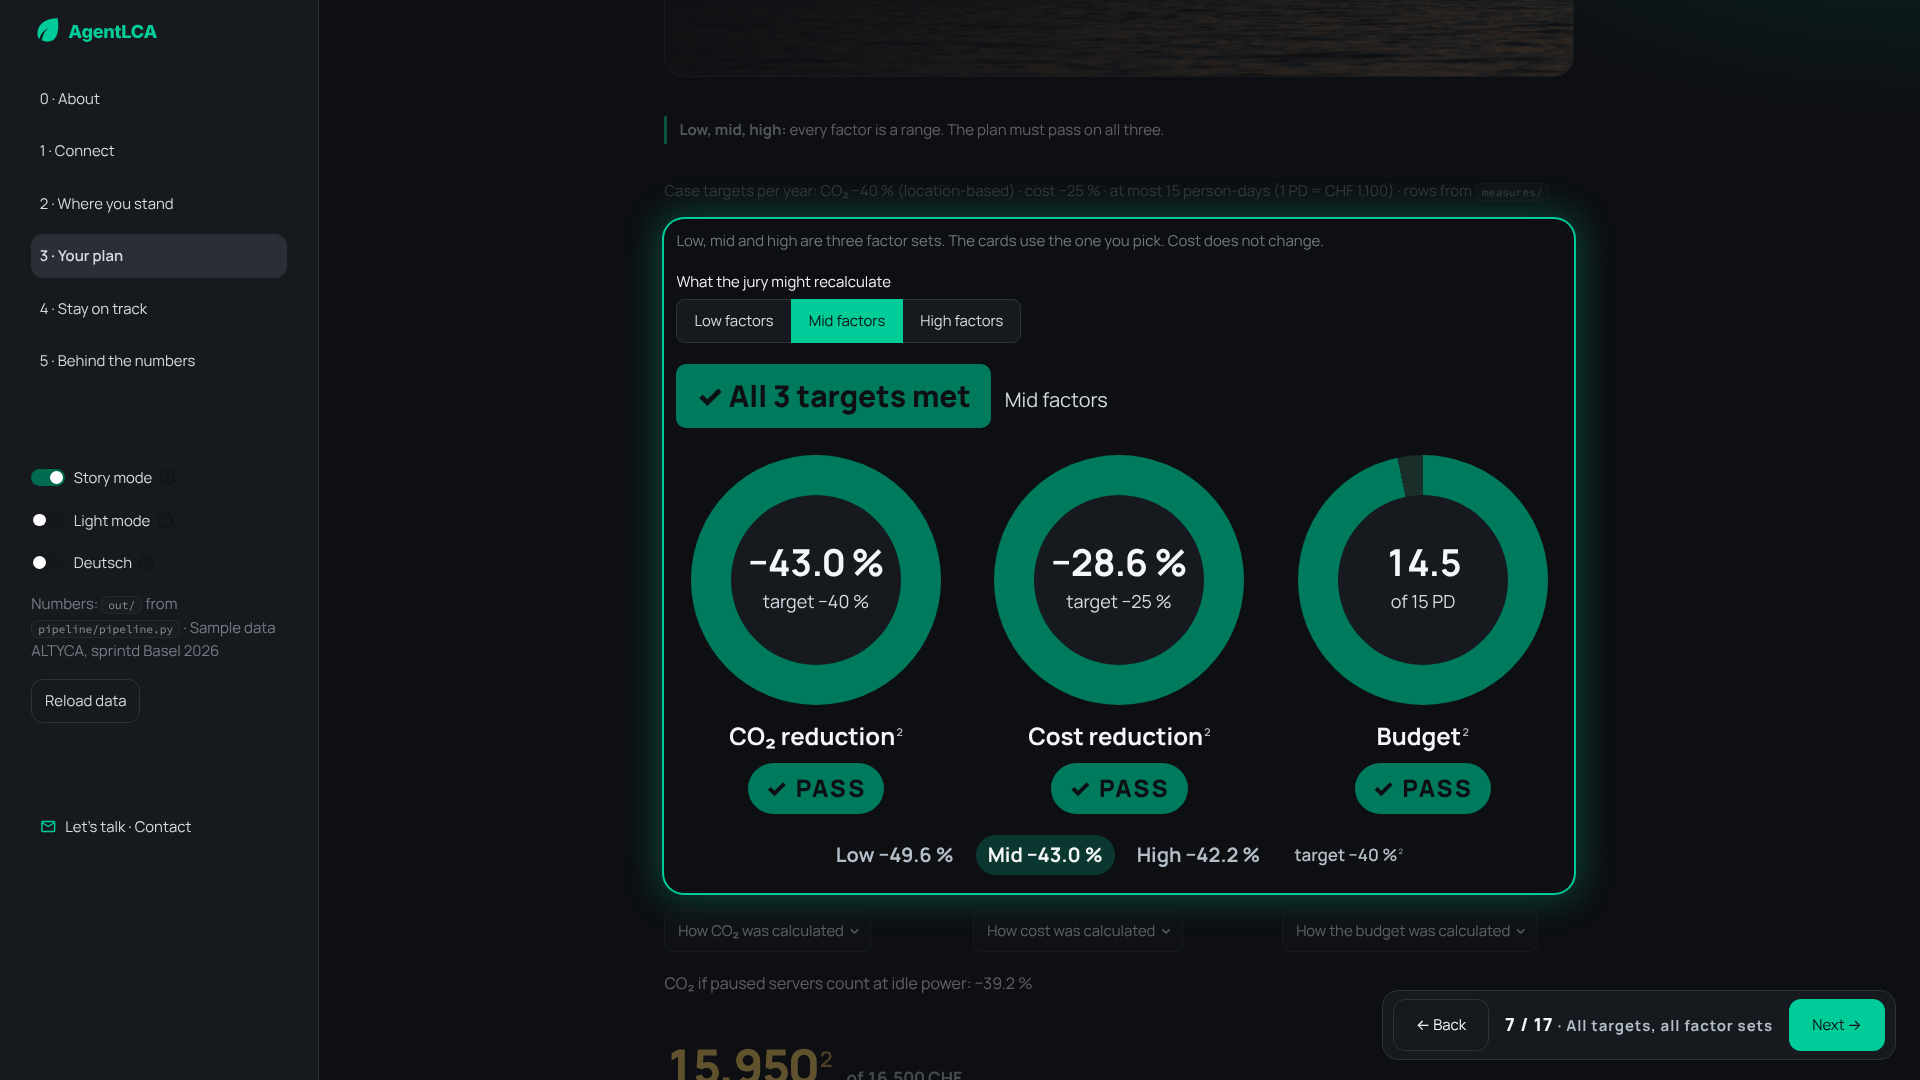 AgentLCA
0 · About
1 · Connect
2 · Where you stand
3 · Your plan
4 · Stay on track
5 · Behind the numbers
Story mode
Light mode
Deutsch
Numbers: out/ from
pipeline/pipeline.py · Sample data
ALTYCA, sprintd Basel 2026
Reload data
Let's talk · Contact
Low, mid, high: every factor is a range. The plan must pass on all three.
Case targets per year: CO₂ −40 % (location-based) · cost −25 % · at most 15 person-days (1 PD = CHF 1,100) · rows from measures/
Low, mid and high are three factor sets. The cards use the one you pick. Cost does not change.
What the jury might recalculate
Low factors Mid factors High factors
✓ All 3 targets met Mid factors
−43.0 %
target −40 %
CO₂ reduction²
✓ PASS
−28.6 %
target −25 %
Cost reduction²
✓ PASS
14.5
of 15 PD
Budget²
✓ PASS
Low −49.6 % Mid −43.0 % High −42.2 % target −40 %²
How CO₂ was calculated
How cost was calculated
How the budget was calculated
CO₂ if paused servers count at idle power: −39.2 %
15,950² of 16,500 CHF
← Back 7 / 17 · All targets, all factor sets Next →